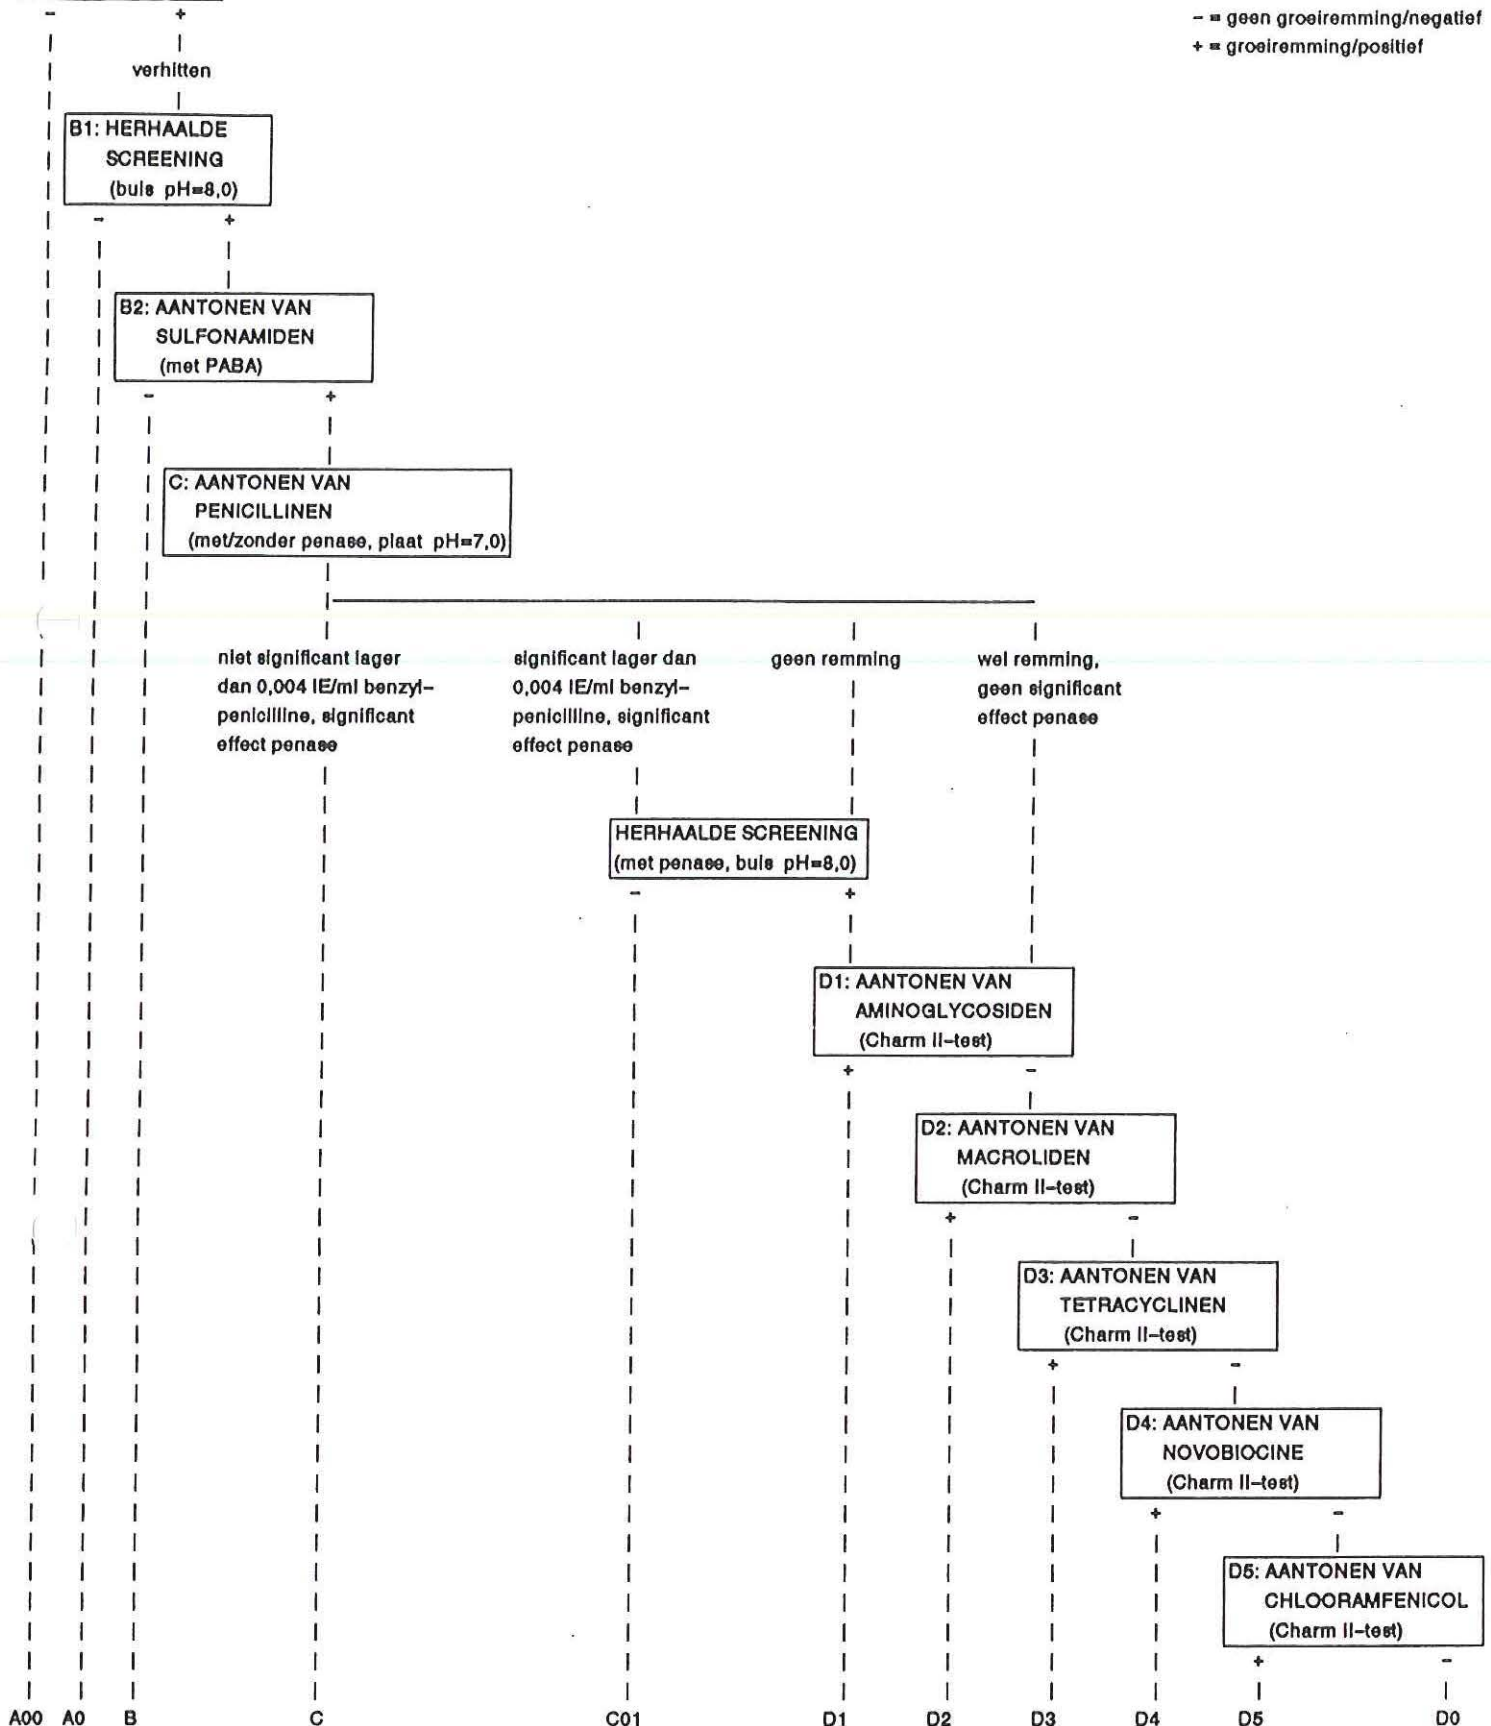 - +
- = geen groeiremming/negatief
+ = groeiremming/positief
verhitten
B1: HERHAALDE
SCREENING
(buis pH=8,0)
- +
B2: AANTONEN VAN
SULFONAMIDEN
(met PABA)
- +
C: AANTONEN VAN
PENICILLINEN
(met/zonder penase, plaat pH=7,0)
niet significant lager
dan 0,004 IE/ml benzyl-
penicilline, significant
effect penase
significant lager dan
0,004 IE/ml benzyl-
penicilline, significant
effect penase
geen remming
wel remming,
geen significant
effect penase
HERHAALDE SCREENING
(met penase, buis pH=8,0)
- +
D1: AANTONEN VAN
AMINOGLYCOSIDEN
(Charm II-test)
+ -
D2: AANTONEN VAN
MACROLIDEN
(Charm II-test)
+ -
D3: AANTONEN VAN
TETRACYCLINEN
(Charm II-test)
+ -
D4: AANTONEN VAN
NOVOBIOCINE
(Charm II-test)
+ -
D5: AANTONEN VAN
CHLOORAMFENICOL
(Charm II-test)
+ -
A00 A0 B C C01 D1 D2 D3 D4 D5 D0